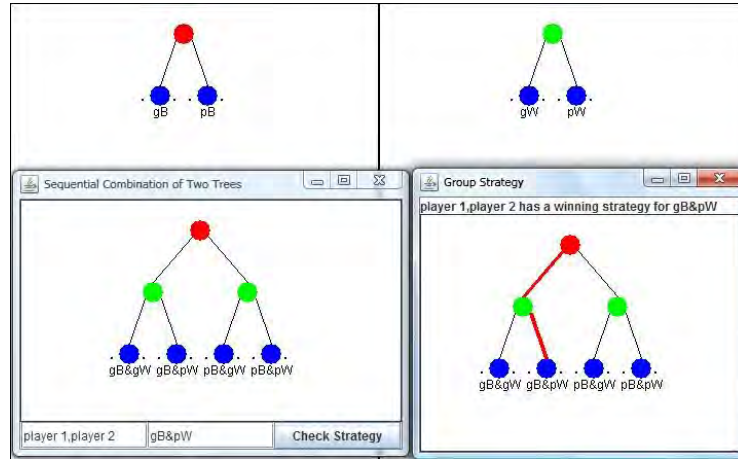 gB pB
gW pW
Sequential Combination of Two Trees
gB&gW gB&pW pB&gW pB&pW
player 1,player 2 gB&pW Check Strategy
Group Strategy
player 1,player 2 has a winning strategy for gB&pW
gB&gW gB&pW pB&gW pB&pW